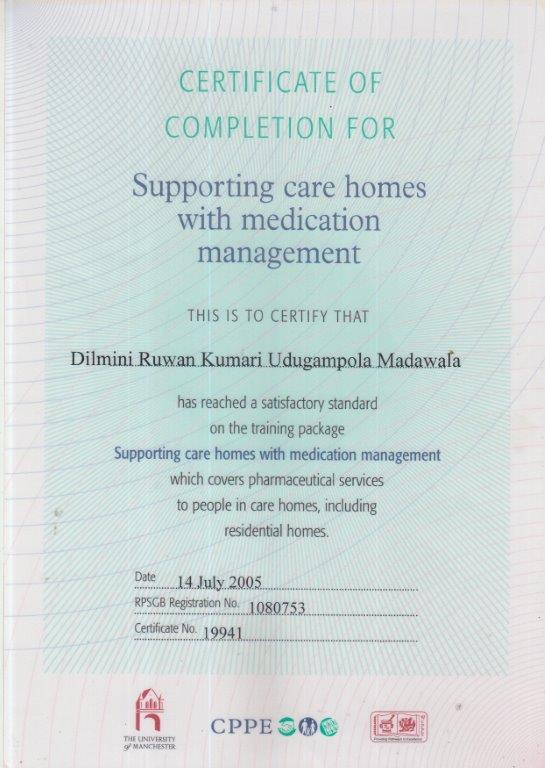 CERTIFICATE OF
COMPLETION FOR
Supporting care homes
with medication
management
THIS IS TO CERTIFY THAT
Dilmini Ruwan Kumari Udugampola Madawala
has reached a satisfactory standard
on the training package
Supporting care homes with medication management
which covers pharmaceutical services
to people in care homes, including
residential homes.
Date 14 July 2005
RPSGB Registration No. 1080753
Certificate No. 19941
THE UNIVERSITY
of MANCHESTER
CPPE